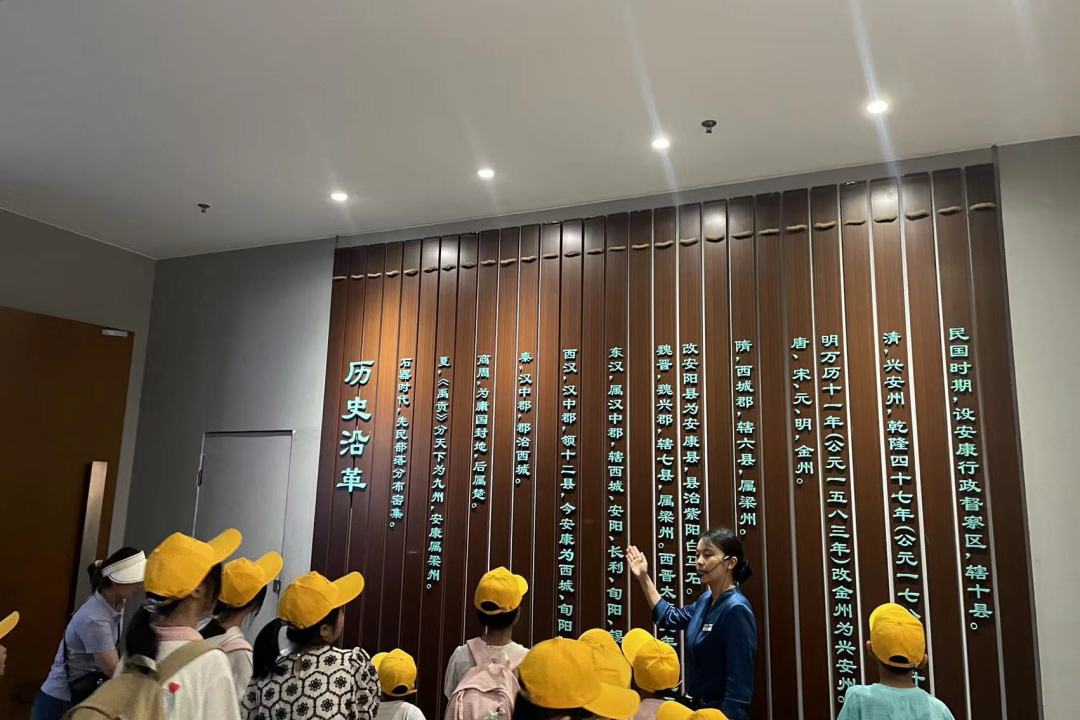 历史沿革
石器时代，先民部落分布密集。
夏，《禹贡》分天下为九州，安康属梁州。
商周，为庸国封地，后属楚。
秦，汉中郡，郡治西城。
西汉，汉中郡，领十二县，今安康为西城、旬阳
东汉，属汉中郡，辖西城、安阳、长利、旬阳、锡
魏晋，魏兴郡，辖七县，属梁州。西晋太
改安阳县为安康县，县治紫阳白马石
隋，西城郡，辖六县，属梁州。
唐、宋、元、明，金州。
明万历十一年（公元一五八三年）改金州为兴安州
清，兴安州，乾隆四十七年（公元一七
民国时期，设安康行政督察区，辖十县。